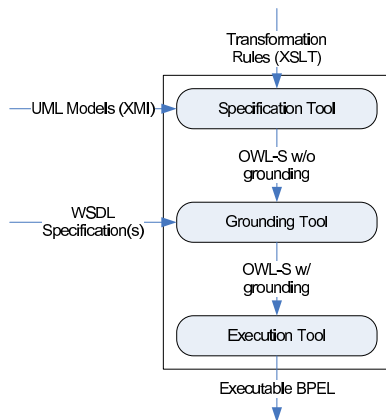 Transformation
Rules (XSLT)
UML Models (XMI)
Specification Tool
OWL-S w/o
grounding
WSDL
Specification(s)
Grounding Tool
OWL-S w/
grounding
Execution Tool
Executable BPEL